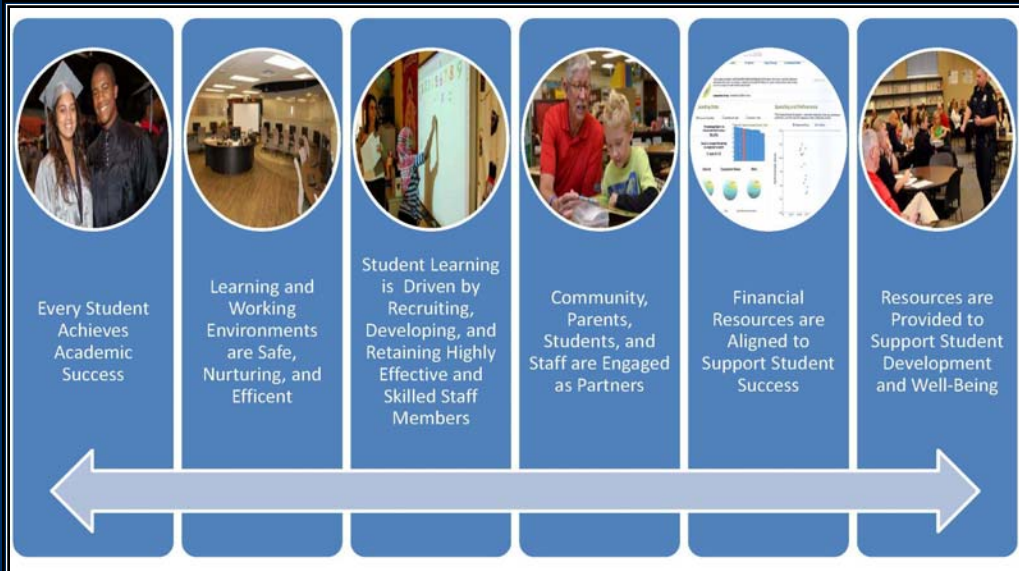 Every Student
Achieves
Academic
Success
Learning and
Working
Environments
are Safe,
Nurturing, and
Efficent
Student Learning
is Driven by
Recruiting,
Developing, and
Retaining Highly
Effective and
Skilled Staff
Members
Community,
Parents,
Students, and
Staff are Engaged
as Partners
Financial
Resources are
Aligned to
Support Student
Success
Resources are
Provided to
Support Student
Development
and Well-Being